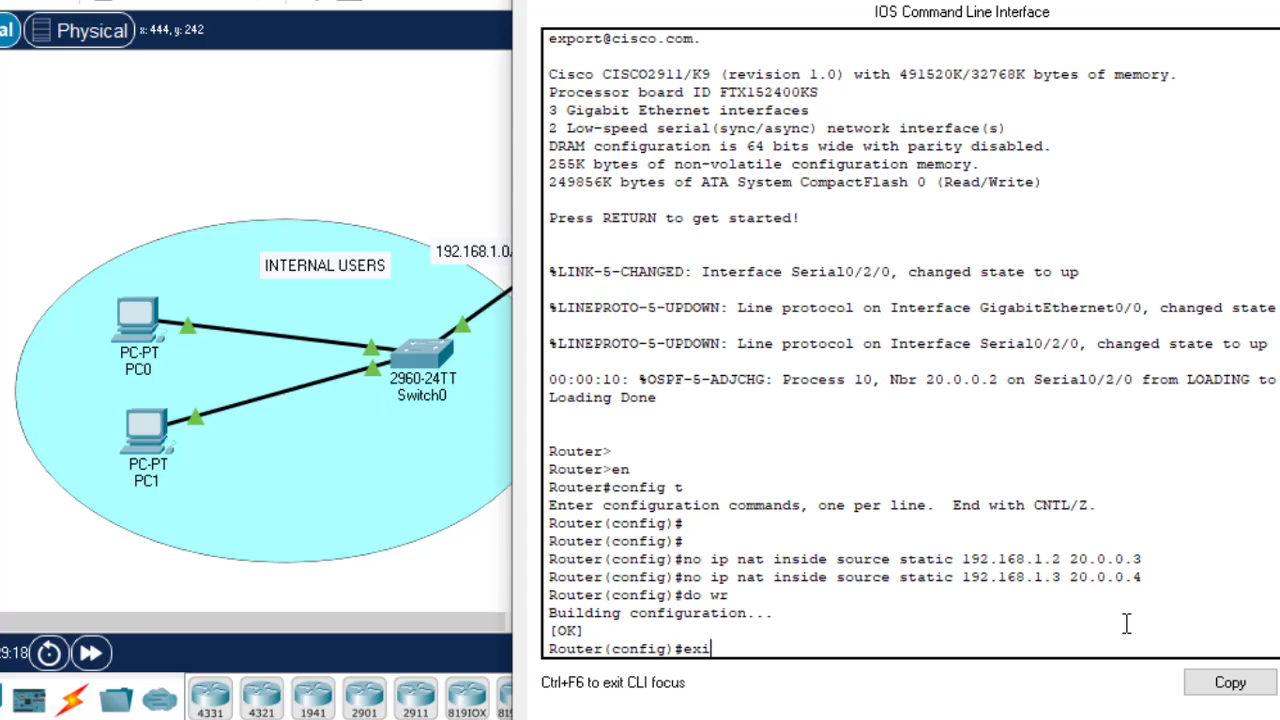 al
Physical
x: 444, y: 242
INTERNAL USERS
192.168.1.0
PC-PT
PC0
PC-PT
PC1
2960-24TT
Switch0
29:18
4331
4321
1941
2901
2911
819IOX
IOS Command Line Interface
export@cisco.com.
Cisco CISCO2911/K9 (revision 1.0) with 491520K/32768K bytes of memory.
Processor board ID FTX152400KS
3 Gigabit Ethernet interfaces
2 Low-speed serial(sync/async) network interface(s)
DRAM configuration is 64 bits wide with parity disabled.
255K bytes of non-volatile configuration memory.
249856K bytes of ATA System CompactFlash 0 (Read/Write)
Press RETURN to get started!
%LINK-5-CHANGED: Interface Serial0/2/0, changed state to up
%LINEPROTO-5-UPDOWN: Line protocol on Interface GigabitEthernet0/0, changed state
%LINEPROTO-5-UPDOWN: Line protocol on Interface Serial0/2/0, changed state to up
00:00:10: %OSPF-5-ADJCHG: Process 10, Nbr 20.0.0.2 on Serial0/2/0 from LOADING to
Loading Done
Router>
Router>en
Router#config t
Enter configuration commands, one per line.  End with CNTL/Z.
Router(config)#
Router(config)#
Router(config)#no ip nat inside source static 192.168.1.2 20.0.0.3
Router(config)#no ip nat inside source static 192.168.1.3 20.0.0.4
Router(config)#do wr
Building configuration...
[OK]
Router(config)#exi
Ctrl+F6 to exit CLI focus
Copy